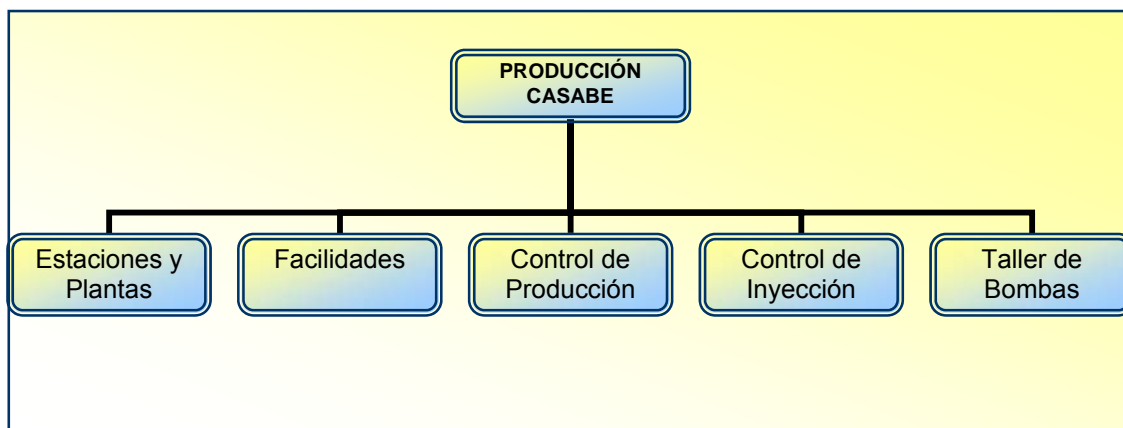 PRODUCCIÓN
CASABE
Estaciones y
Plantas
Facilidades
Control de
Producción
Control de
Inyección
Taller de
Bombas